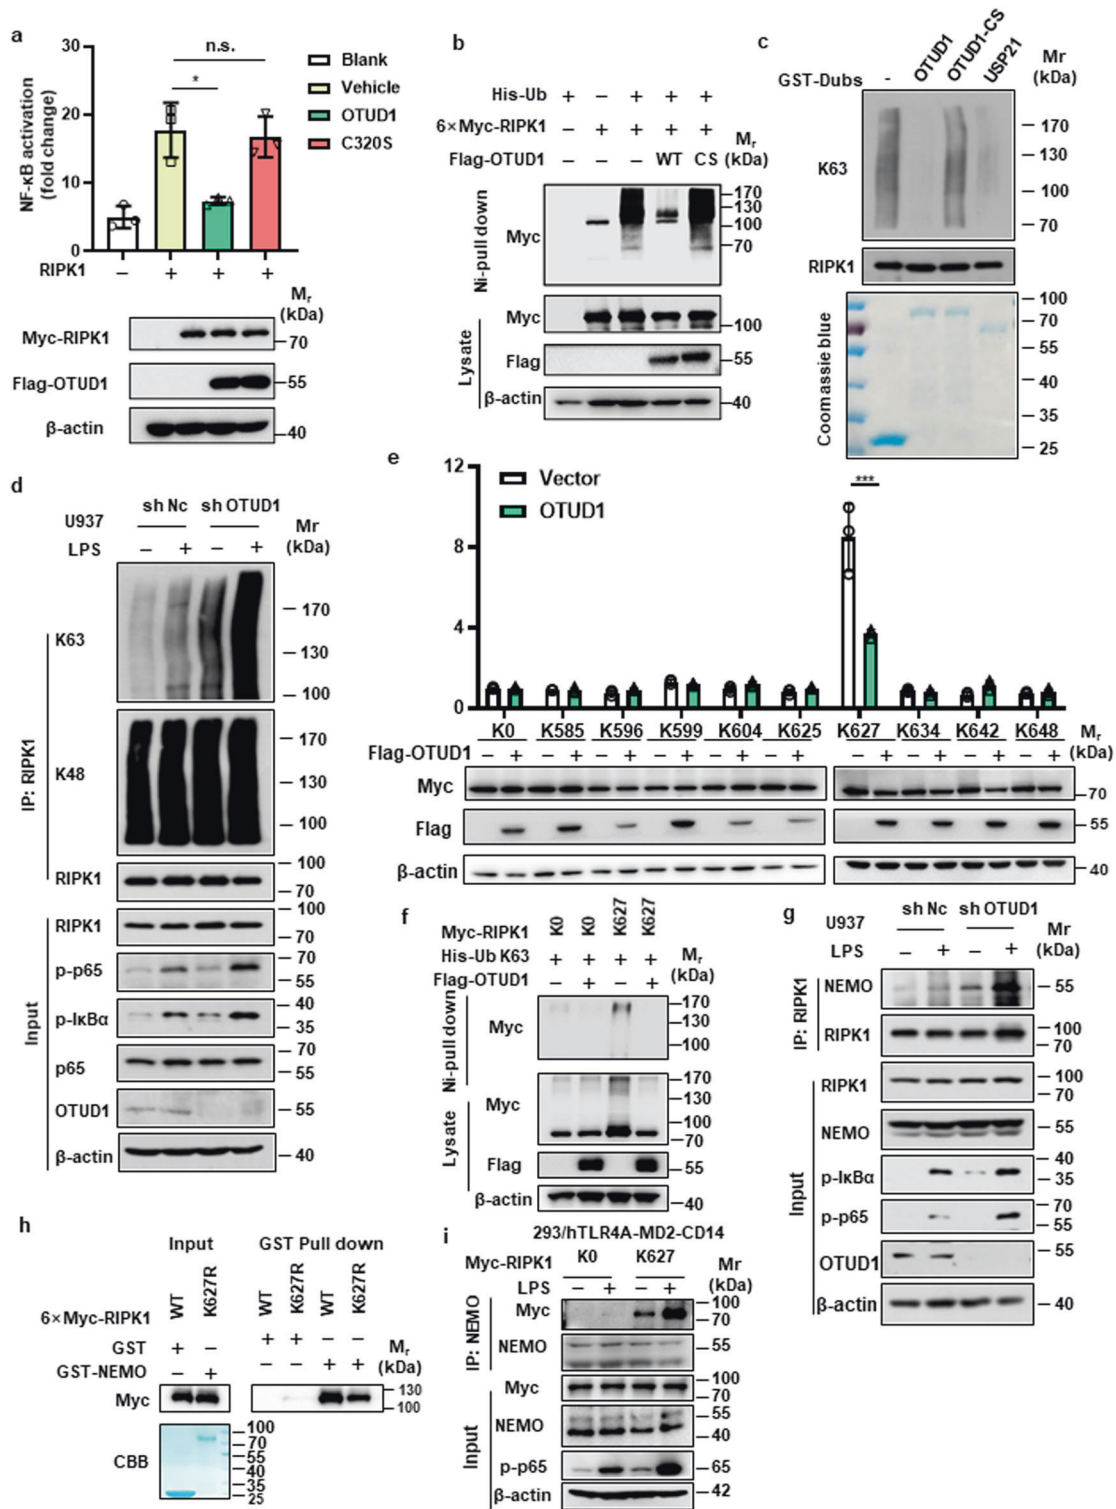 a
30
20
10
0
NF-κB activation
(fold change)
n.s.
*
Blank
Vehicle
OTUD1
C320S
RIPK1 – + + +
Mr
(kDa)
Myc-RIPK1
70
Flag-OTUD1
55
β-actin
40
b
His-Ub + – + + +
6×Myc-RIPK1 – + + + +
Flag-OTUD1 – – – WT CS
Mr
(kDa)
Ni-pull down
Myc
170
130
100
70
Lysate
Myc
100
Flag
55
β-actin
40
c
GST-Dubs - OTUD1 OTUD1-CS USP21
Mr
(kDa)
K63
170
130
100
70
RIPK1
Coomassie blue
100
70
55
40
35
25
d
sh Nc sh OTUD1
U937
LPS – + – +
Mr
(kDa)
IP: RIPK1
K63
170
130
100
K48
170
130
100
RIPK1
100
70
Input
RIPK1
100
70
p-p65
55
p-IκBα
40
35
p65
70
55
OTUD1
55
β-actin
40
e
12
8
4
0
Vector
OTUD1
***
K0 K585 K596 K599 K604 K625 K627 K634 K642 K648
Mr
(kDa)
Flag-OTUD1 – + – + – + – + – + – + – + – + – + – +
Myc
70
Flag
55
β-actin
40
f
Myc-RIPK1 K0 K0 K627 K627
His-Ub K63 + + + +
Flag-OTUD1 – + – +
Mr
(kDa)
Ni-pull down
Myc
170
130
100
Lysate
Myc
170
130
100
70
Flag
55
β-actin
40
g
sh Nc sh OTUD1
U937
LPS – + – +
Mr
(kDa)
IP: RIPK1
NEMO
55
RIPK1
100
70
Input
RIPK1
100
70
NEMO
55
p-IκBα
40
35
p-p65
70
55
OTUD1
55
β-actin
40
h
Input GST Pull down
6×Myc-RIPK1 WT K627R WT K627R WT K627R
GST + – + + – –
GST-NEMO – + – – + +
Mr
(kDa)
Myc
130
100
CBB
100
70
55
40
35
25
i
293/hTLR4A-MD2-CD14
Myc-RIPK1 K0 K627
LPS – + – +
Mr
(kDa)
IP: NEMO
Myc
100
70
NEMO
55
Input
Myc
100
70
NEMO
55
40
p-p65
65
β-actin
42